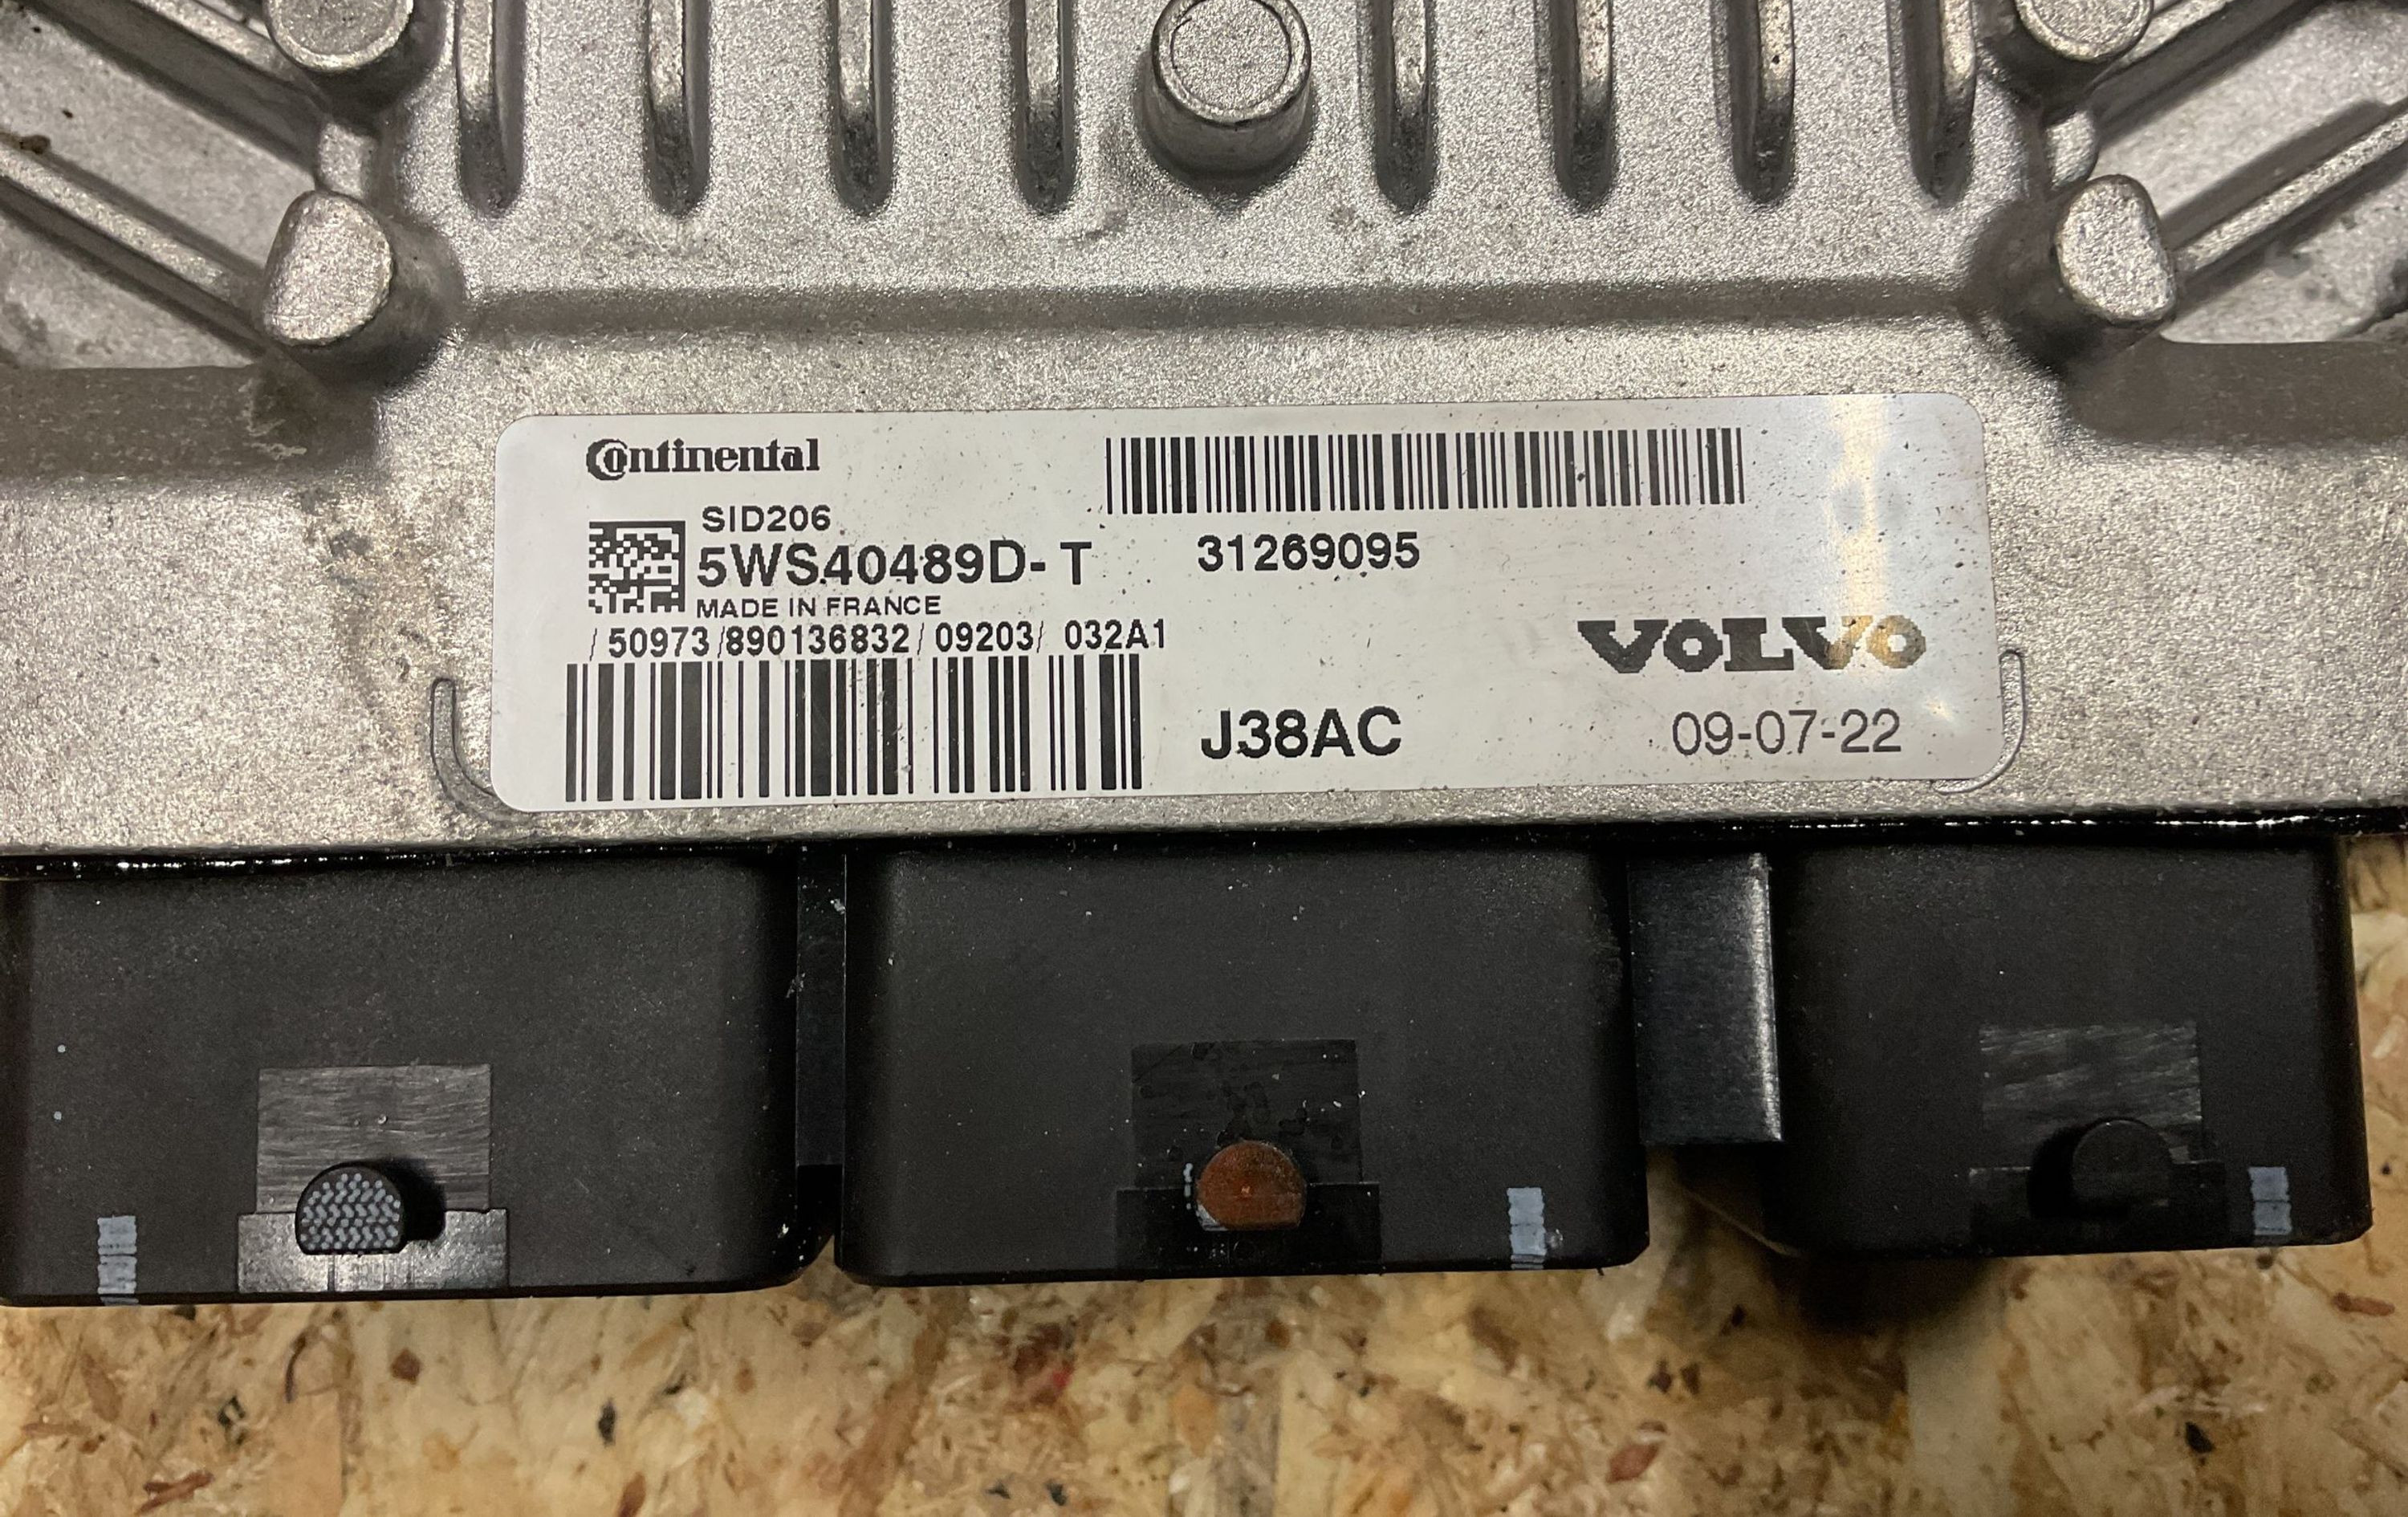 Continental
SID206
5WS40489D-T
31269095
MADE IN FRANCE
/ 50973 /890136832/ 09203/ 032A1
VOLVO
J38AC
09-07-22